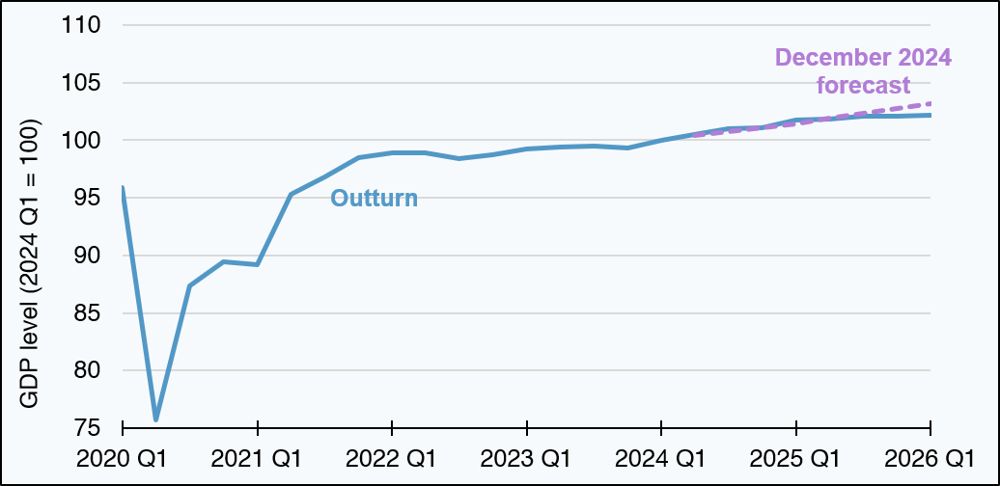 110
105
100
95
90
85
80
75
GDP level (2024 Q1 = 100)
December 2024
forecast
Outturn
2020 Q1
2021 Q1
2022 Q1
2023 Q1
2024 Q1
2025 Q1
2026 Q1